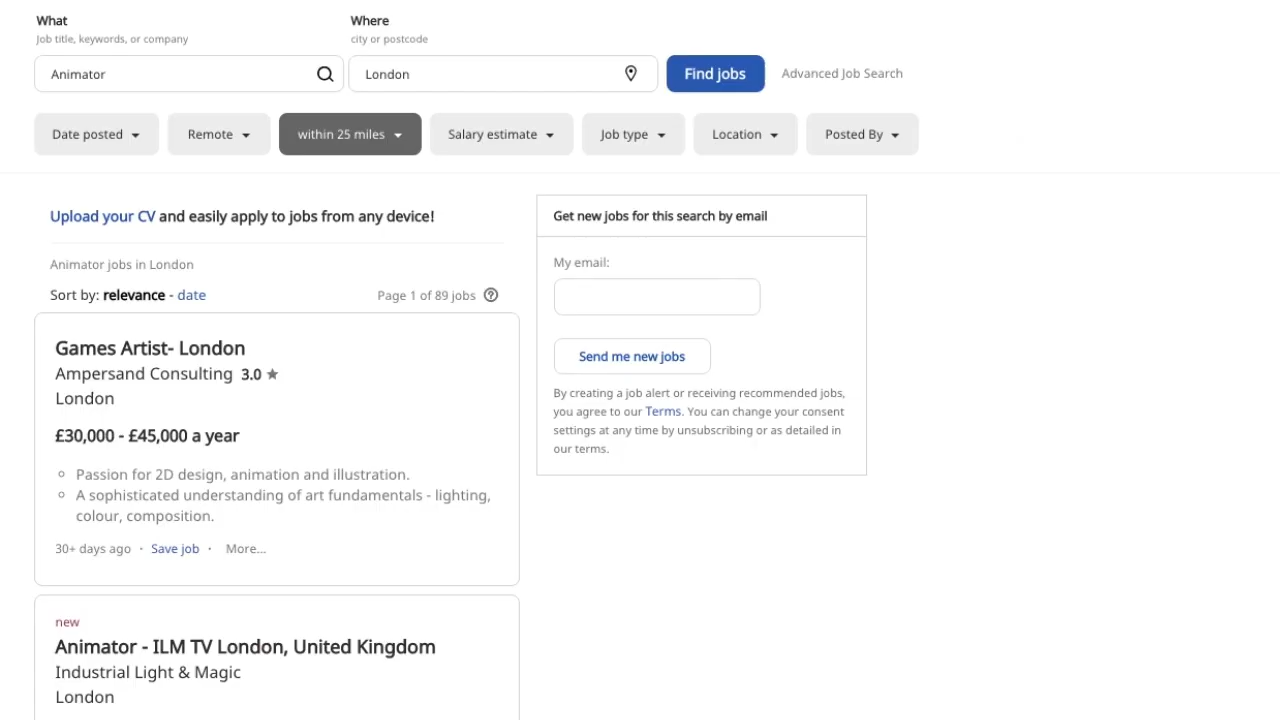 What
Where
Job title, keywords, or company
city or postcode
Animator
London
Find jobs
Advanced Job Search
Date posted
Remote
within 25 miles
Salary estimate
Job type
Location
Posted By
Upload your CV and easily apply to jobs from any device!
Animator jobs in London
Sort by: relevance - date
Page 1 of 89 jobs
Games Artist- London
Ampersand Consulting 3.0
London
£30,000 - £45,000 a year
Passion for 2D design, animation and illustration.
A sophisticated understanding of art fundamentals - lighting,
colour, composition.
30+ days ago · Save job · More...
new
Animator - ILM TV London, United Kingdom
Industrial Light & Magic
London
Get new jobs for this search by email
My email:
Send me new jobs
By creating a job alert or receiving recommended jobs,
you agree to our Terms. You can change your consent
settings at any time by unsubscribing or as detailed in
our terms.